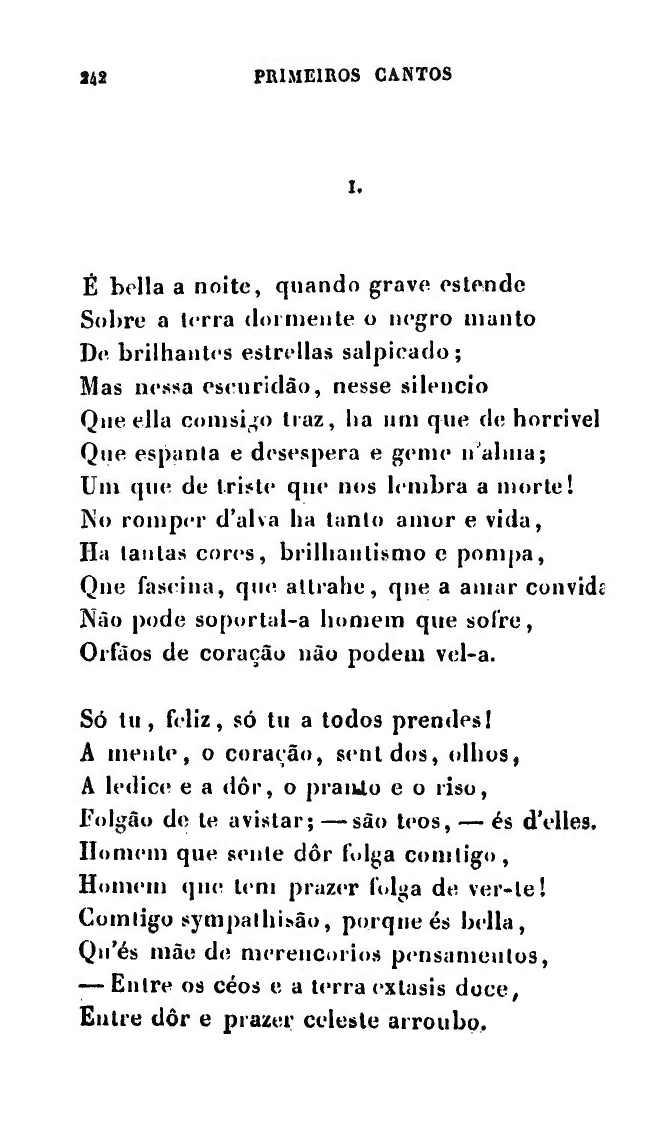 242 PRIMEIROS CANTOS
I.
É bella a noite, quando grave estende
Sobre a terra dormente o negro manto
De brilhantes estrellas salpicado;
Mas nessa escuridão, nesse silencio
Que ella comsigo traz, ha um que de horrivel
Que espanta e desespera e geme n'alma;
Um que de triste que nos lembra a morte!
No romper d'alva ha tanto amor e vida,
Ha tantas cores, brilhantismo e pompa,
Que fascina, que attrahe, que a amar convida
Não pode soportal-a homem que sofre,
Orfãos de coração não podem vel-a.
Só tu, feliz, só tu a todos prendes!
A mente, o coração, sent dos, olhos,
A ledice e a dôr, o pranto e o riso,
Folgão de te avistar; — são teos, — és d'elles.
Homem que sente dôr folga comtigo,
Homem que tem prazer folga de ver-te!
Comtigo sympathisão, porque és bella,
Qu'és mãe de merencorios pensamentos,
— Entre os céos e a terra extasis doce,
Entre dôr e prazer celeste arroubo.